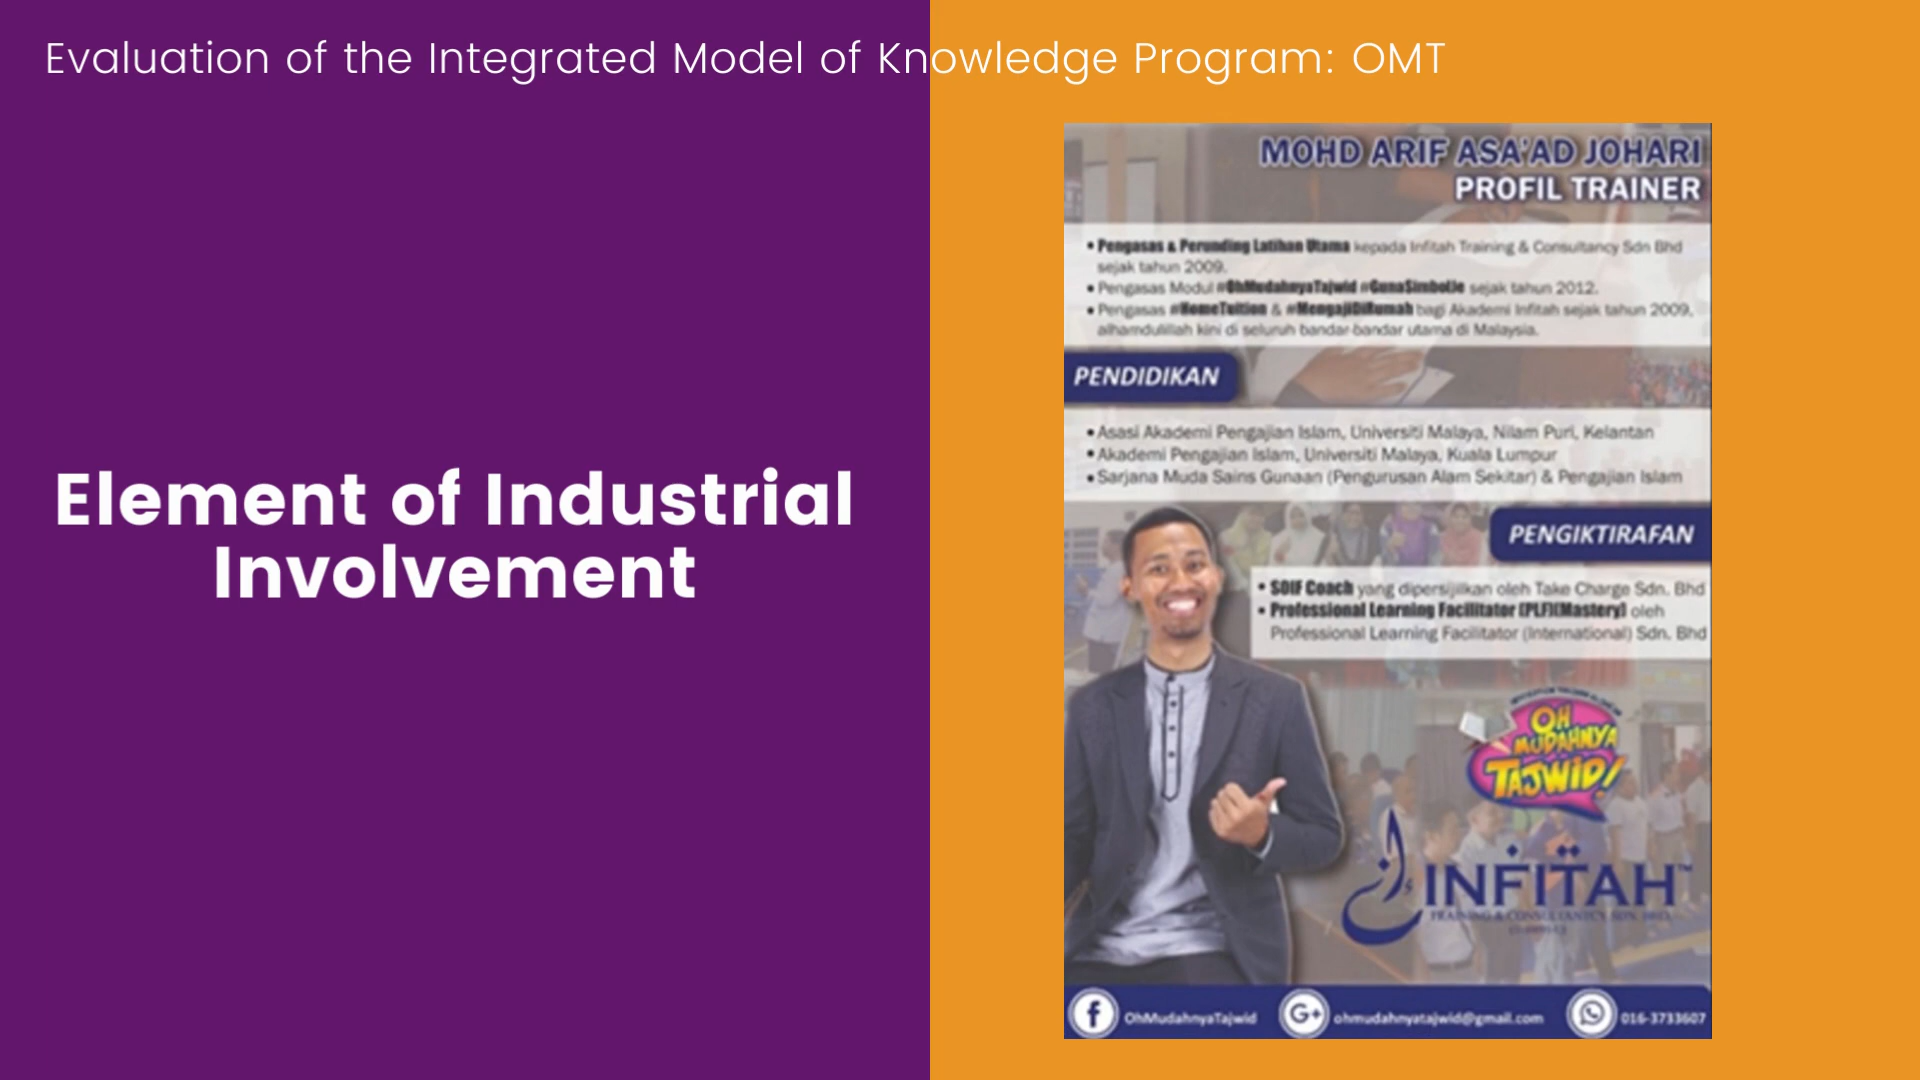 Evaluation of the Integrated Model of Knowledge Program: OMT
Element of Industrial
Involvement
MOHD ARIF ASA'AD JOHARI
PROFIL TRAINER
• Pengasas & Perunding Latihan Utama kepada Infitah Training & Consultancy Sdn Bhd
sejak tahun 2009.
• Pengasas Modul #OhMudahnyaTajwid #GunaSimbolJe sejak tahun 2012.
• Pengasas #HomeTuition & #MengajiDiRumah bagi Akademi Infitah sejak tahun 2009,
alhamdulillah kini di seluruh bandar-bandar utama di Malaysia.
PENDIDIKAN
• Asasi Akademi Pengajian Islam, Universiti Malaya, Nilam Puri, Kelantan
• Akademi Pengajian Islam, Universiti Malaya, Kuala Lumpur
• Sarjana Muda Sains Gunaan (Pengurusan Alam Sekitar) & Pengajian Islam
PENGIKTIRAFAN
• SOIF Coach yang dipersijilkan oleh Take Charge Sdn. Bhd
• Professional Learning Facilitator (PLF)(Mastery) oleh
Professional Learning Facilitator (International) Sdn. Bhd
OH
MUDAHNYA
TAJWID!
INFITAH™
TRAINING & CONSULTANCY SDN. BHD.
OhMudahnyaTajwid
ohmudahnyatajwid@gmail.com
016-3733607